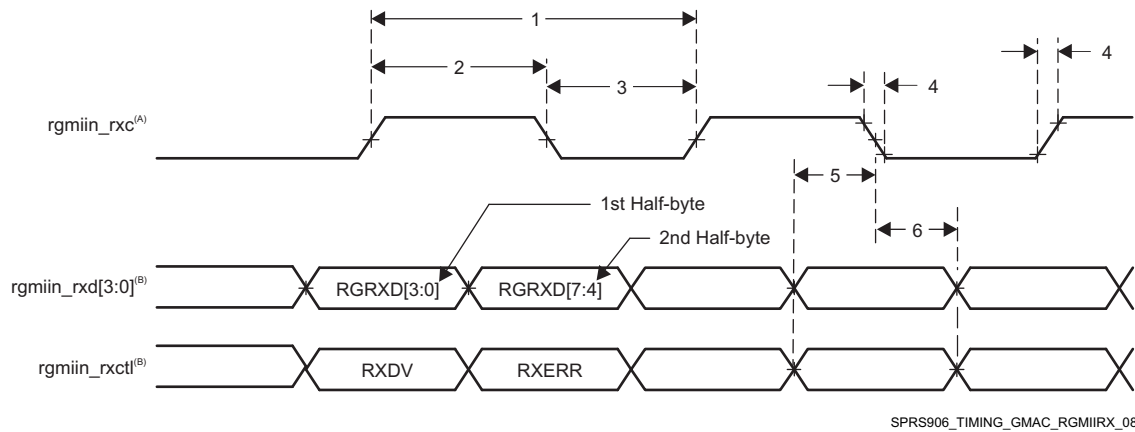 1
2
3
4
4
rgmiin_rxc(A)
5
6
1st Half-byte
2nd Half-byte
rgmiin_rxd[3:0](B)
RGRXD[3:0]
RGRXD[7:4]
rgmiin_rxctl(B)
RXDV
RXERR
SPRS906_TIMING_GMAC_RGMIIRX_08